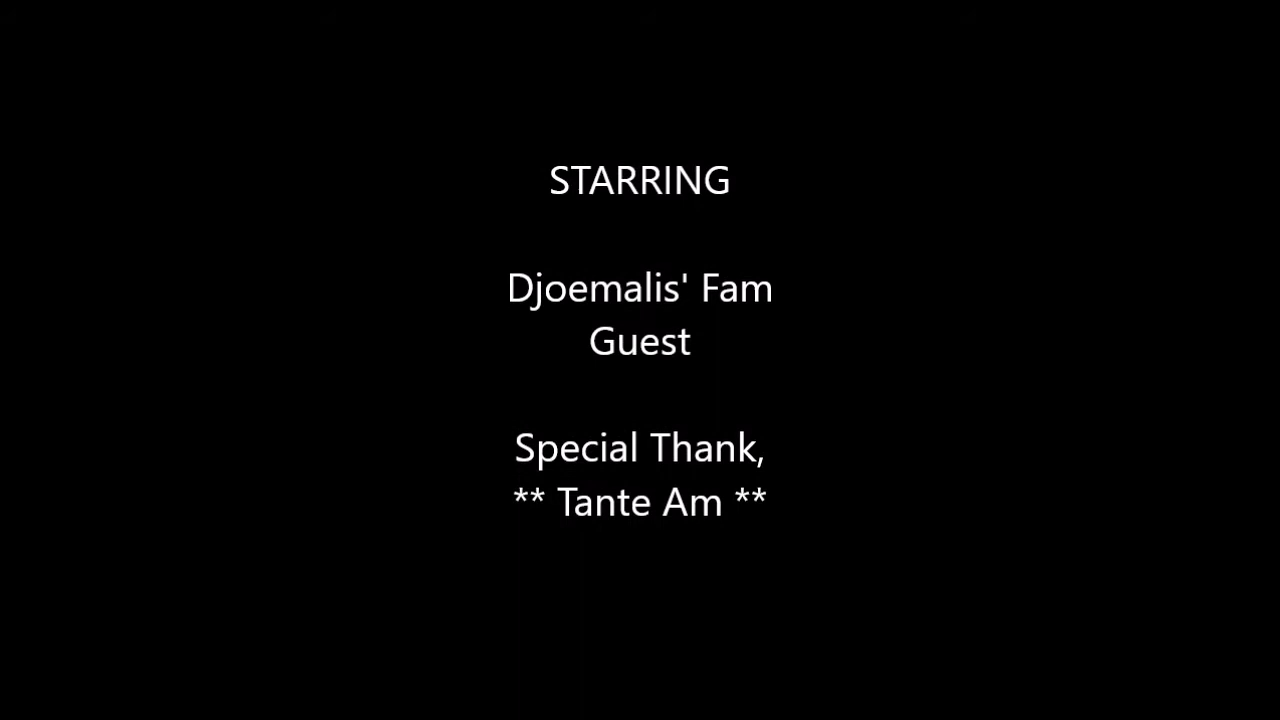 STARRING
Djoemalis' Fam
Guest
Special Thank,
** Tante Am **